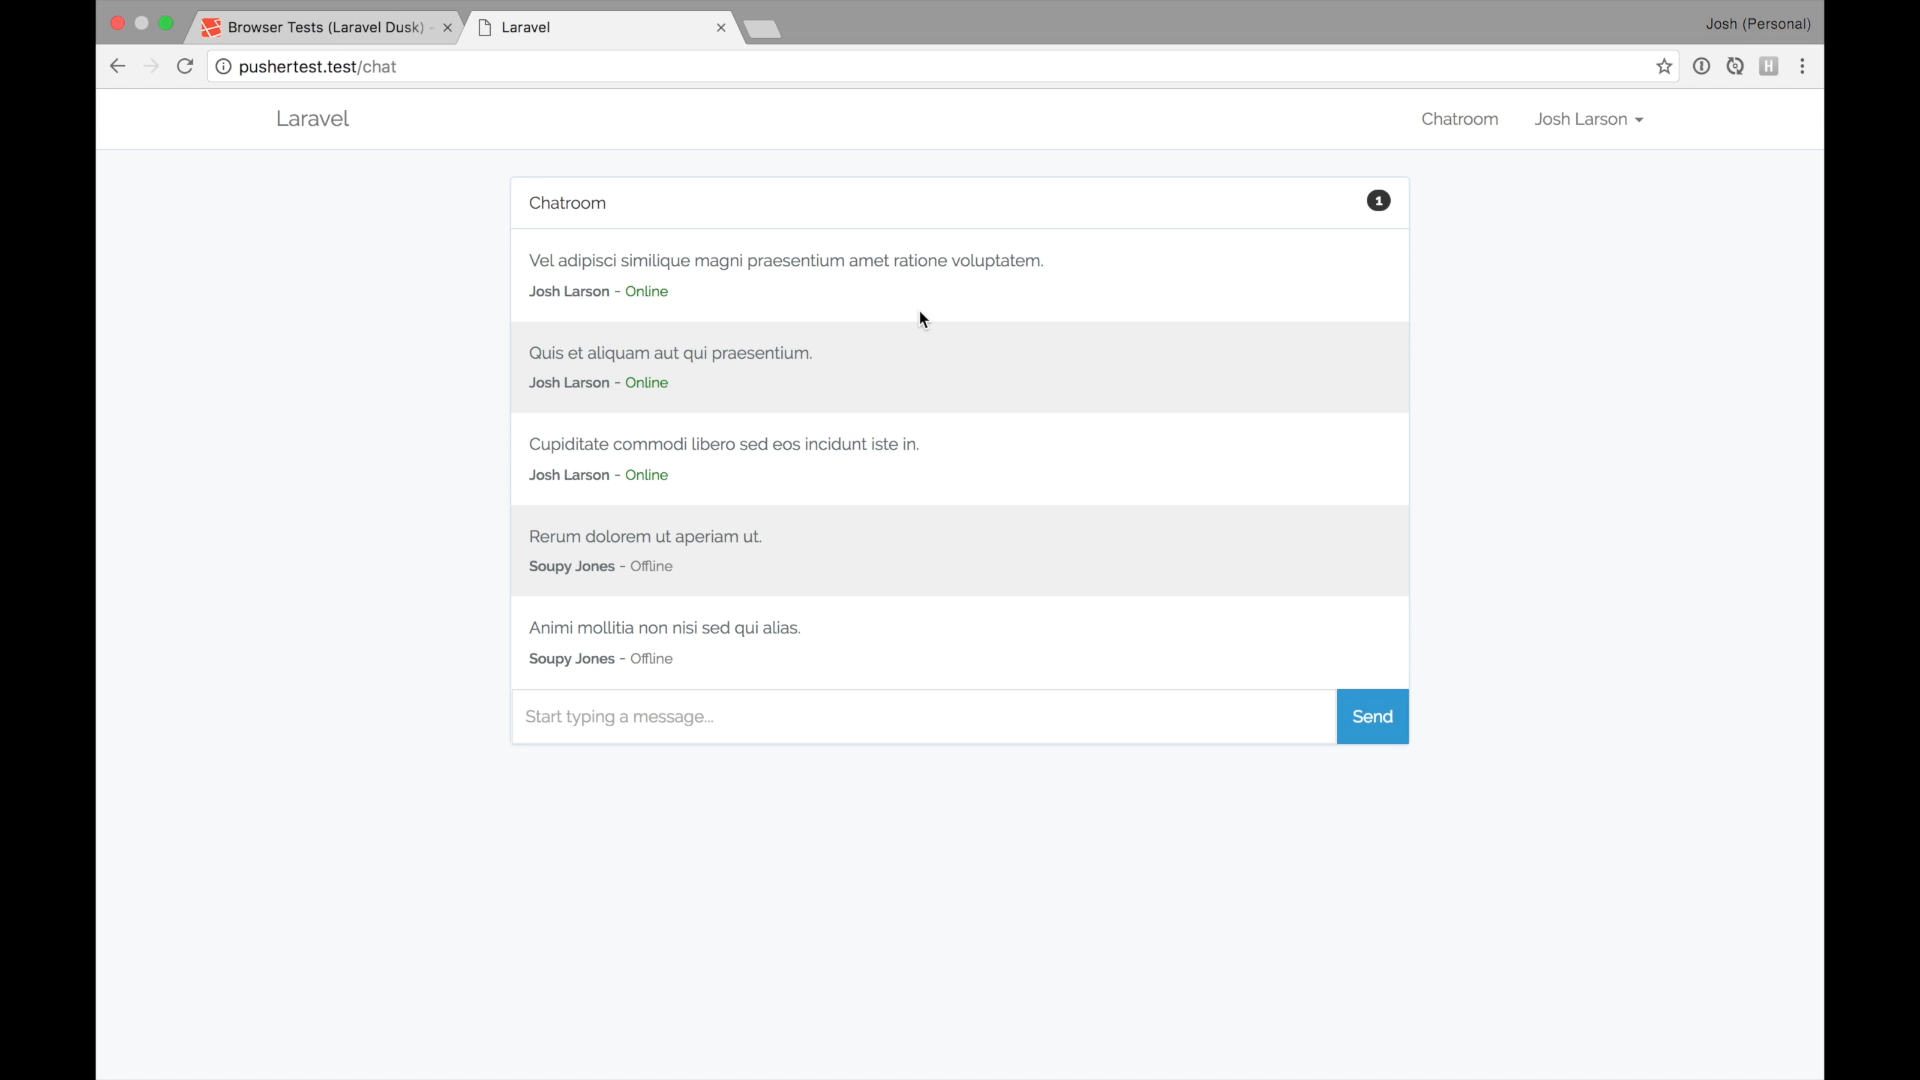 Browser Tests (Laravel Dusk)
Laravel
Josh (Personal)
pushertest.test/chat
H
Laravel
Chatroom
Josh Larson
Chatroom
1
Vel adipisci similique magni praesentium amet ratione voluptatem.
Josh Larson - Online
Quis et aliquam aut qui praesentium.
Josh Larson - Online
Cupiditate commodi libero sed eos incidunt iste in.
Josh Larson - Online
Rerum dolorem ut aperiam ut.
Soupy Jones - Offline
Animi mollitia non nisi sed qui alias.
Soupy Jones - Offline
Start typing a message...
Send